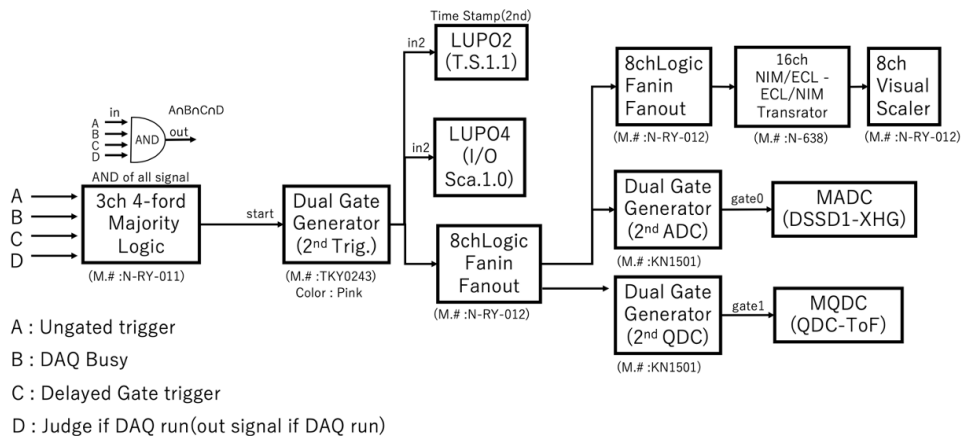 Time Stamp(2nd)
in2
LUPO2
(T.S.1.1)
in2
LUPO4
(I/O
Sca.1.0)
in
A∩B∩C∩D
A
B
C
D
AND
out
AND of all signal
A
B
C
D
3ch 4-ford
Majority
Logic
(M.# :N-RY-011)
start
Dual Gate
Generator
(2nd Trig.)
(M.# :TKY0243)
Color : Pink
8chLogic
Fanin
Fanout
(M.# :N-RY-012)
8chLogic
Fanin
Fanout
(M.# :N-RY-012)
16ch
NIM/ECL -
ECL/NIM
Transrator
(M.# :N-638)
8ch
Visual
Scaler
(M.# :N-RY-012)
Dual Gate
Generator
(2nd ADC)
(M.# :KN1501)
gate0
MADC
(DSSD1-XHG)
Dual Gate
Generator
(2nd QDC)
(M.# :KN1501)
gate1
MQDC
(QDC-ToF)
A : Ungated trigger
B : DAQ Busy
C : Delayed Gate trigger
D : Judge if DAQ run(out signal if DAQ run)